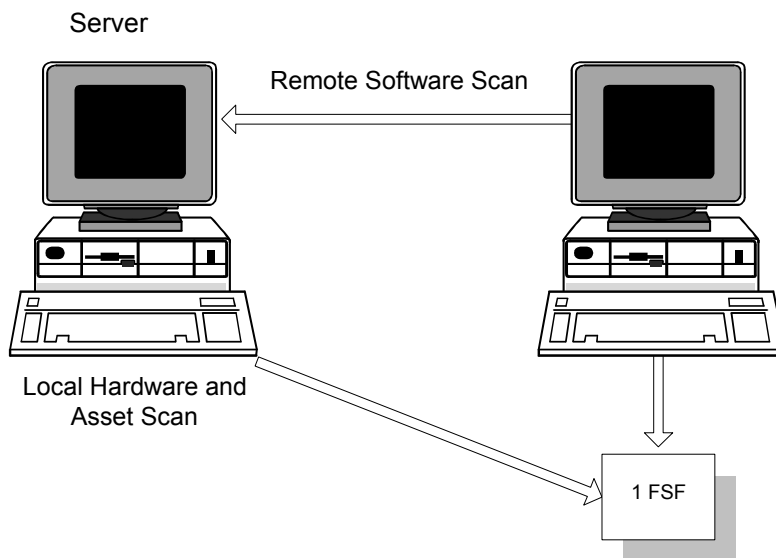 Server
Remote Software Scan
Local Hardware and
Asset Scan
1 FSF